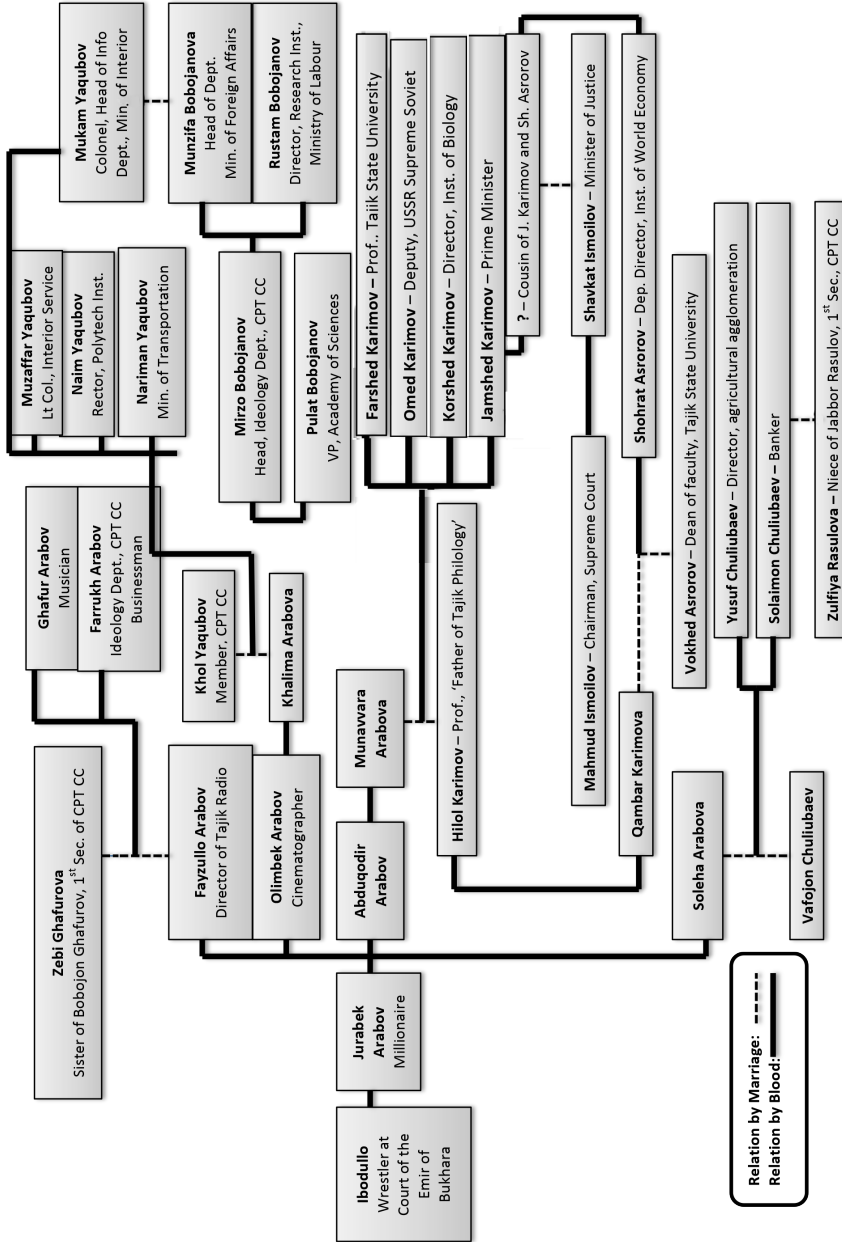 Zebi Ghafurova
Sister of Bobojon Ghafurov, 1st Sec. of CPT CC
Ghafur Arabov
Musician
Farrukh Arabov
Ideology Dept., CPT CC
Businessman
Muzaffar Yaqubov
Lt Col., Interior Service
Naim Yaqubov
Rector, Polytech Inst.
Nariman Yaqubov
Min. of Transportation
Mukam Yaqubov
Colonel, Head of Info
Dept., Min. of Interior
Munzifa Bobojanova
Head of Dept.
Min. of Foreign Affairs
Rustam Bobojanov
Director, Research Inst.,
Ministry of Labour
Fayzullo Arabov
Director of Tajik Radio
Olimbek Arabov
Cinematographer
Khol Yaqubov
Member, CPT CC
Khalima Arabova
Mirzo Bobojanov
Head, Ideology Dept., CPT CC
Pulat Bobojanov
VP, Academy of Sciences
Ibodullo
Wrestler at
Court of the
Emir of
Bukhara
Jurabek
Arabov
Millionaire
Abduqodir
Arabov
Munavvara
Arabova
Farshed Karimov – Prof., Taiik State University
Omed Karimov – Deputy, USSR Supreme Soviet
Korshed Karimov – Director, Inst. of Biology
Jamshed Karimov – Prime Minister
Hilol Karimov – Prof., ‘Father of Tajik Philology’
? – Cousin of J. Karimov and Sh. Asrorov
Mahmud Ismoilov – Chairman, Supreme Court
Shavkat Ismoilov – Minister of Justice
Qambar Karimova
Shohrat Asrorov – Dep. Director, Inst. of World Economy
Soleha Arabova
Vokhed Asrorov – Dean of faculty, Tajik State University
Yusuf Chuliubaev – Director, agricultural agglomeration
Solaimon Chuliubaev – Banker
Vafojon Chuliubaev
Zulfiya Rasulova – Niece of Jabbor Rasulov, 1st Sec., CPT CC
Relation by Marriage:
Relation by Blood: